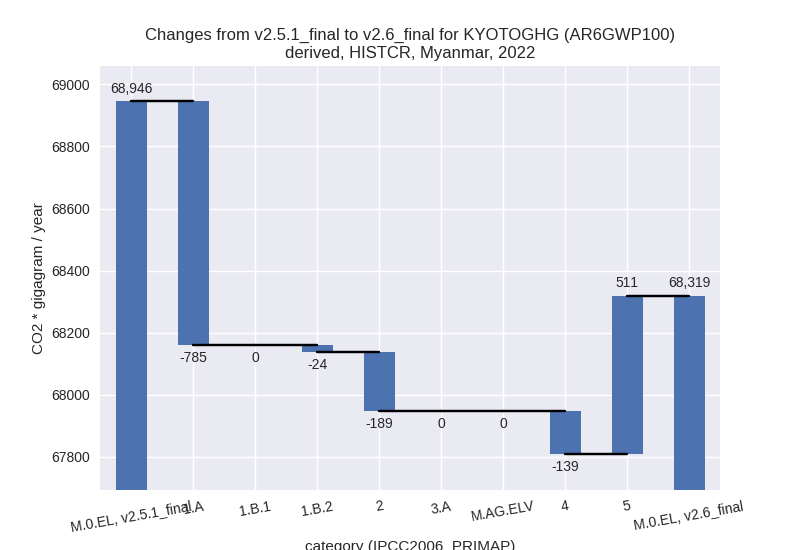 Changes from v2.5.1_final to v2.6_final for KYOTOGHG (AR6GWP100)
derived, HISTCR, Myanmar, 2022
CO2 * gigagram / year
69000
68800
68600
68400
68200
68000
67800
68,946
-785
0
-24
-189
0
0
-139
511
68,319
M.0.EL, v2.5.1_final
1.A
1.B.1
1.B.2
2
3.A
M.AG.ELV
4
5
M.0.EL, v2.6_final
category (IPCC2006_PRIMAP)